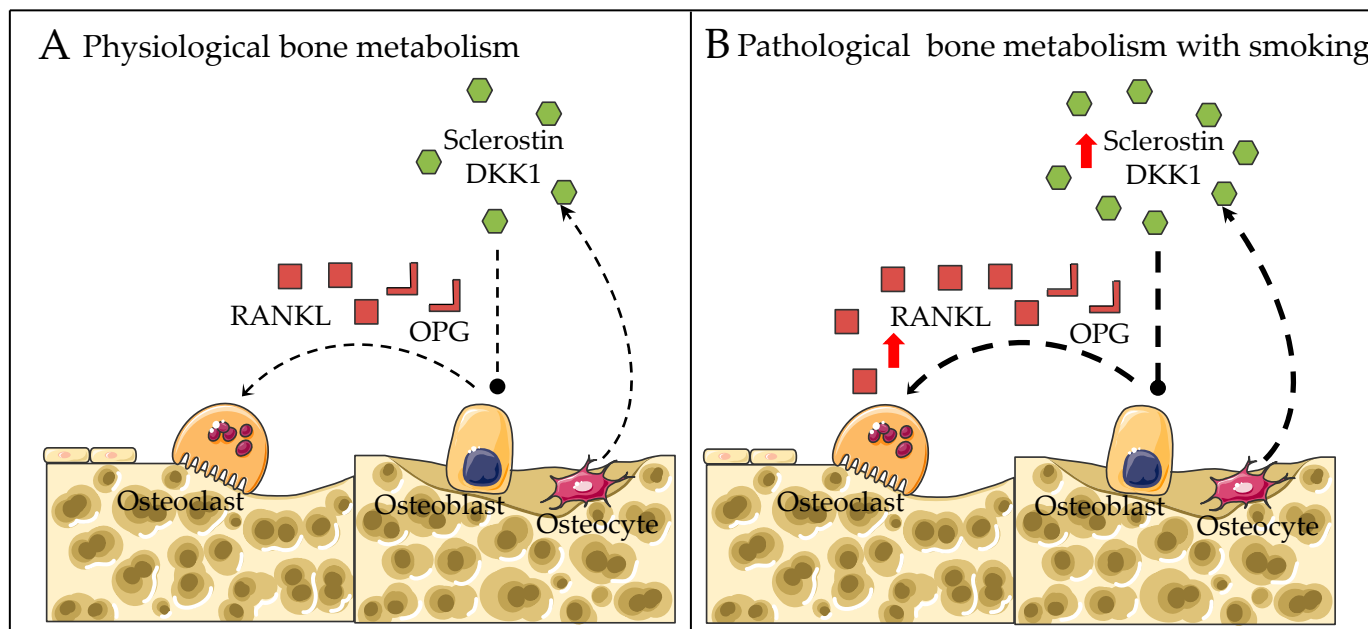 A Physiological bone metabolism
Sclerostin
DKK1
RANKL
OPG
Osteoclast
Osteoblast
Osteocyte
B Pathological bone metabolism with smoking
Sclerostin
DKK1
RANKL
OPG
Osteoclast
Osteoblast
Osteocyte